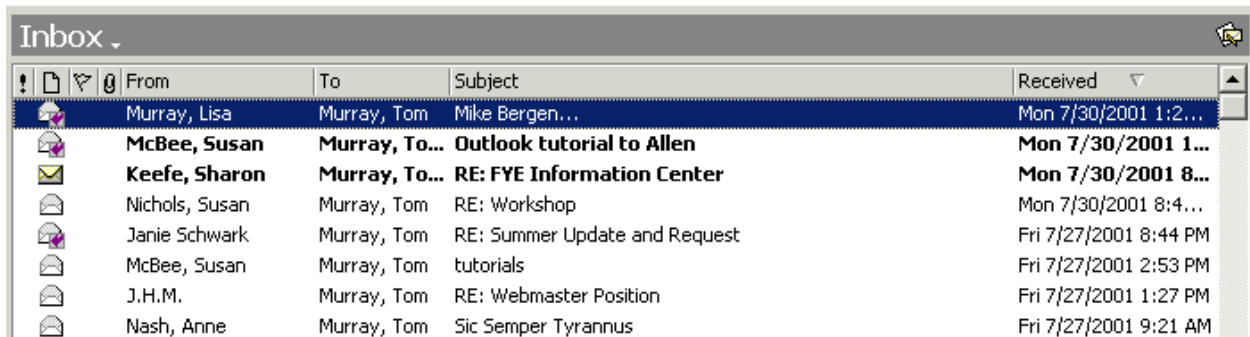 Inbox
! From To Subject Received
Murray, Lisa Murray, Tom Mike Bergen... Mon 7/30/2001 1:2...
McBee, Susan Murray, To... Outlook tutorial to Allen Mon 7/30/2001 1...
Keefe, Sharon Murray, To... RE: FYE Information Center Mon 7/30/2001 8...
Nichols, Susan Murray, Tom RE: Workshop Mon 7/30/2001 8:4...
Janie Schwark Murray, Tom RE: Summer Update and Request Fri 7/27/2001 8:44 PM
McBee, Susan Murray, Tom tutorials Fri 7/27/2001 2:53 PM
J.H.M. Murray, Tom RE: Webmaster Position Fri 7/27/2001 1:27 PM
Nash, Anne Murray, Tom Sic Semper Tyrannus Fri 7/27/2001 9:21 AM